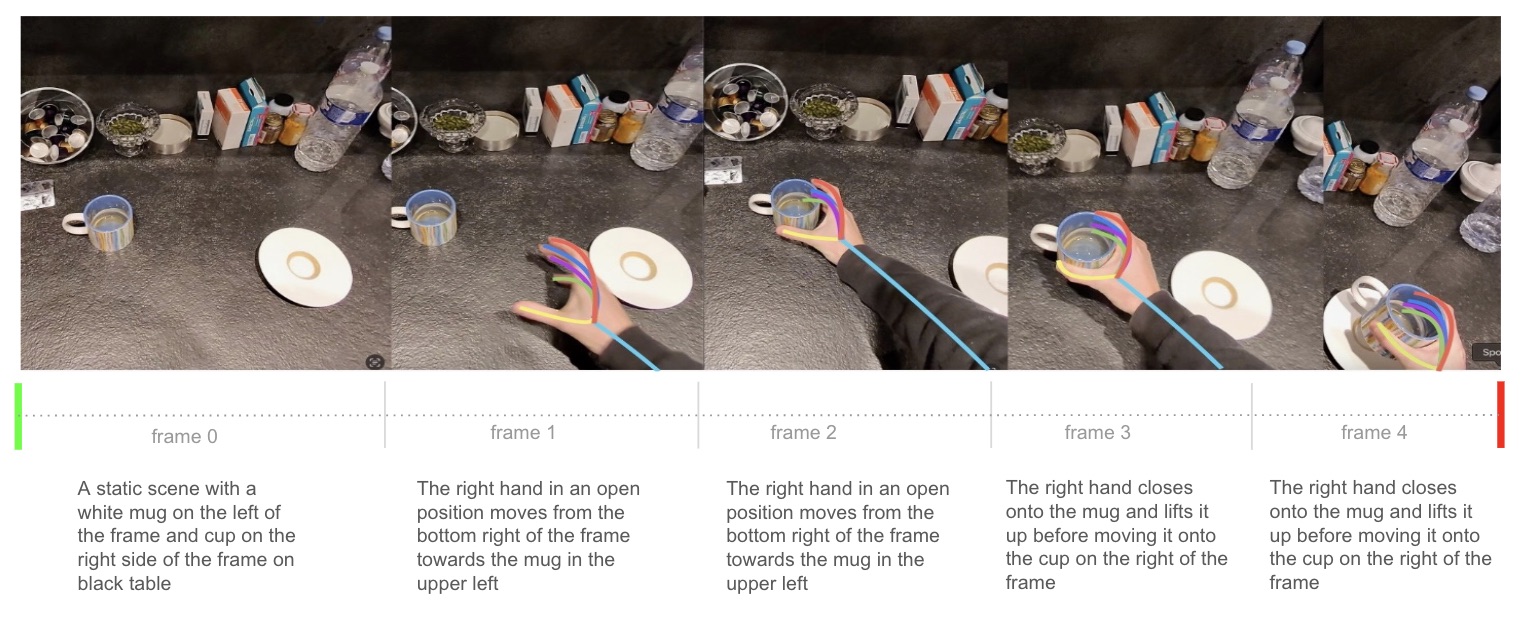 Spo
frame 0
frame 1
frame 2
frame 3
frame 4
A static scene with a
white mug on the left of
the frame and cup on the
right side of the frame on
black table
The right hand in an open
position moves from the
bottom right of the frame
towards the mug in the
upper left
The right hand in an open
position moves from the
bottom right of the frame
towards the mug in the
upper left
The right hand closes
onto the mug and lifts it
up before moving it onto
the cup on the right of the
frame
The right hand closes
onto the mug and lifts it
up before moving it onto
the cup on the right of the
frame